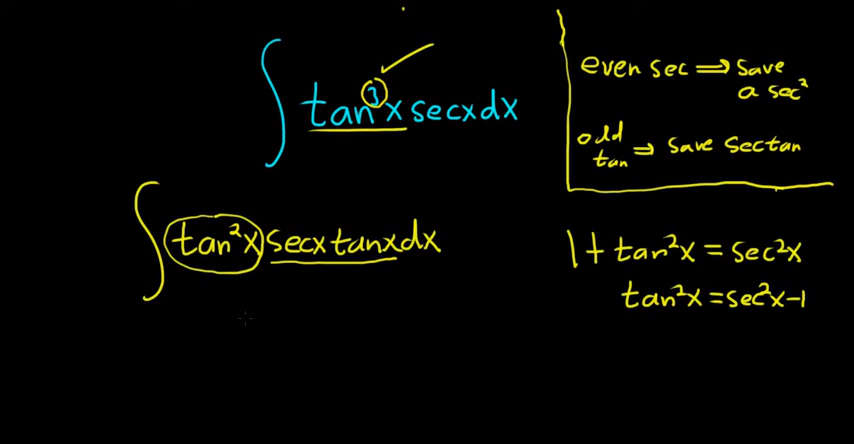 ∫ tan³x secx dx
even sec ⟹ save
a sec²
odd
tan ⟹ save sectan
∫ tan²x secx tanx dx
1 + tan²x = sec²x
tan²x = sec²x - 1